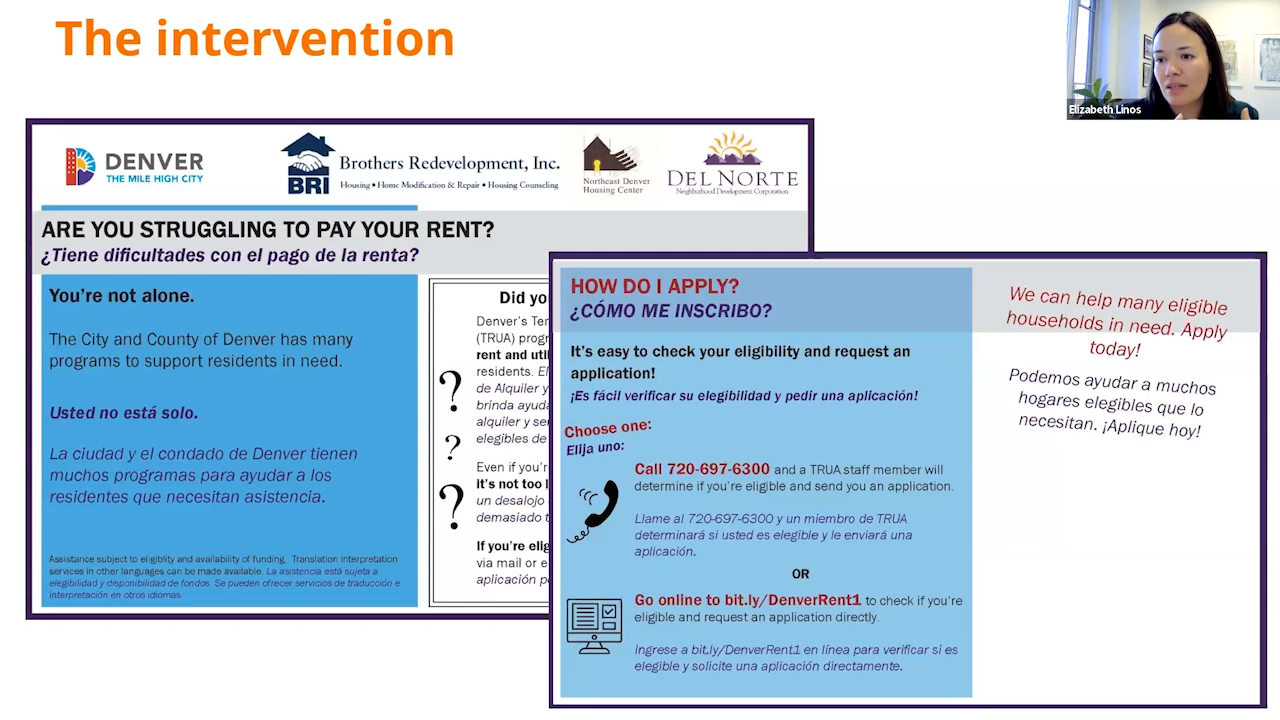 The intervention
Elizabeth Linos
DENVER
THE MILE HIGH CITY
BRI
Brothers Redevelopment, Inc.
Housing • Home Modification & Repair • Housing Counseling
Northeast Denver
Housing Center
DEL NORTE
Neighborhood Development Corporation
ARE YOU STRUGGLING TO PAY YOUR RENT?
¿Tiene dificultades con el pago de la renta?
You're not alone.
The City and County of Denver has many
programs to support residents in need.
Usted no está solo.
La ciudad y el condado de Denver tienen
muchos programas para ayudar a los
residentes que necesitan asistencia.
Assistance subject to eligiblity and availability of funding. Translation interpretation
services in other languages can be made available. La asistencia está sujeta a
elegibilidad y disponibilidad de fondos. Se pueden ofrecer servicios de traducción e
interpretación en otros idiomas.
?
?
?
Did
Denver's
(TRUA)
rent and
residents.
de Alquiler y
brinda
alquiler y
elegibles de
Even if
it's not too
un desalojo
If you're
via mail or
HOW DO I APPLY?
¿CÓMO ME INSCRIBO?
It's easy to check your eligibility and request an
application!
¡Es fácil verificar su elegibilidad y pedir una aplicación!
Choose one:
Elija uno:
Call 720-697-6300 and a TRUA staff member will
determine if you're eligible and send you an application.
Llame al 720-697-6300 y un miembro de TRUA
determinará si usted es elegible y le enviará una
aplicación.
OR
Go online to bit.ly/DenverRent1 to check if you're
eligible and request an application directly.
Ingrese a bit.ly/DenverRent1 en línea para verificar si es
elegible y solicite una aplicación directamente.
We can help many eligible
households in need. Apply
today!
Podemos ayudar a muchos
hogares elegibles que lo
necesitan. ¡Aplique hoy!